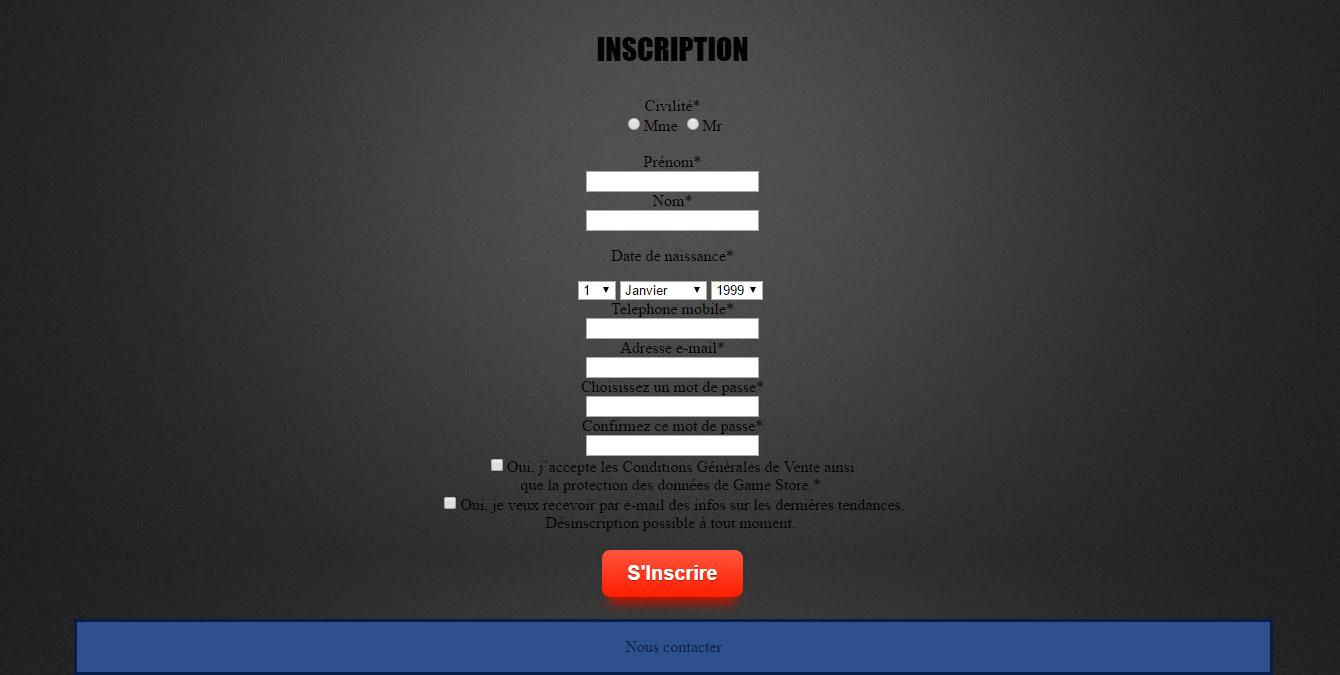 INSCRIPTION
Civilité*
Mme Mr
Prénom*
Nom*
Date de naissance*
1 Janvier 1999
Telephone mobile*
Adresse e-mail*
Choisissez un mot de passe*
Confirmez ce mot de passe*
Oui, j`accepte les Conditions Générales de Vente ainsi
que la protection des données de Game Store.*
Oui, je veux recevoir par e-mail des infos sur les dernières tendances.
Désinscription possible à tout moment.
S'Inscrire
Nous contacter